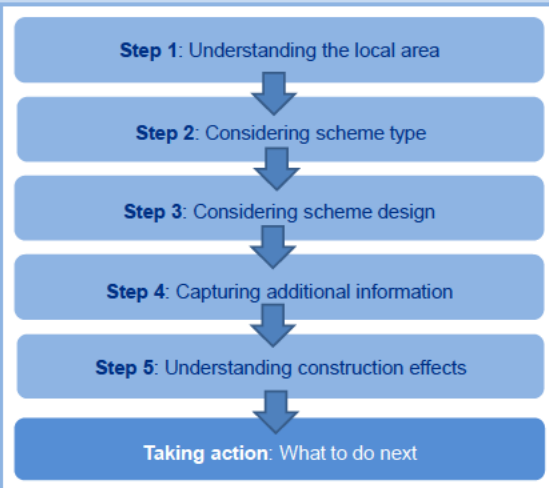 Step 1: Understanding the local area
Step 2: Considering scheme type
Step 3: Considering scheme design
Step 4: Capturing additional information
Step 5: Understanding construction effects
Taking action: What to do next